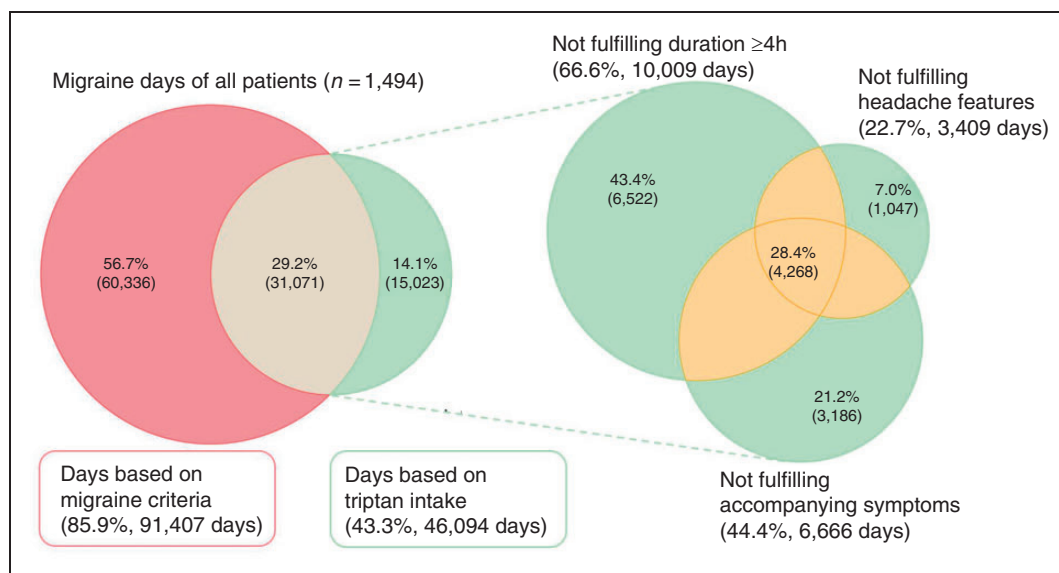 Migraine days of all patients (n = 1,494)
56.7%
(60,336)
29.2%
(31,071)
14.1%
(15,023)
Days based on
migraine criteria
(85.9%, 91,407 days)
Days based on
triptan intake
(43.3%, 46,094 days)
Not fulfilling duration ≥4h
(66.6%, 10,009 days)
Not fulfilling
headache features
(22.7%, 3,409 days)
43.4%
(6,522)
7.0%
(1,047)
28.4%
(4,268)
21.2%
(3,186)
Not fulfilling
accompanying symptoms
(44.4%, 6,666 days)